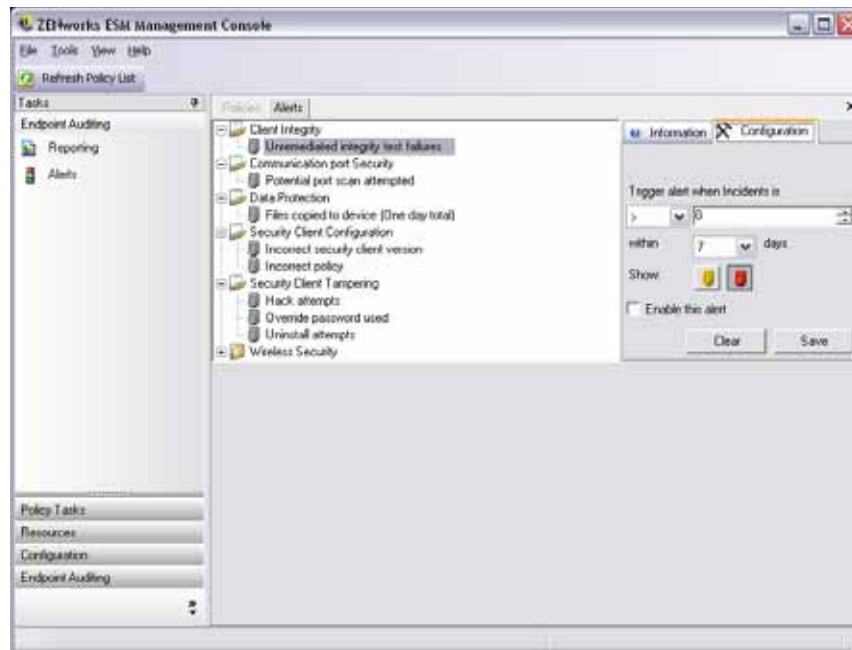 ZENworks ESM Management Console
File Tools View Help
Refresh Policy List
Tasks
Endpoint Auditing
Reporting
Alerts
Policy Tasks
Resources
Configuration
Endpoint Auditing
Policies Alerts
Client Integrity
Unremediated integrity test failures
Communication port Security
Potential port scan attempted
Data Protection
Files copied to device (One day total)
Security Client Configuration
Incorrect security client version
Incorrect policy
Security Client Tampering
Hack attempts
Override password used
Uninstall attempts
Wireless Security
Information Configuration
Trigger alert when Incidents is
> 0
within 7 days
Show
Enable this alert
Clear Save